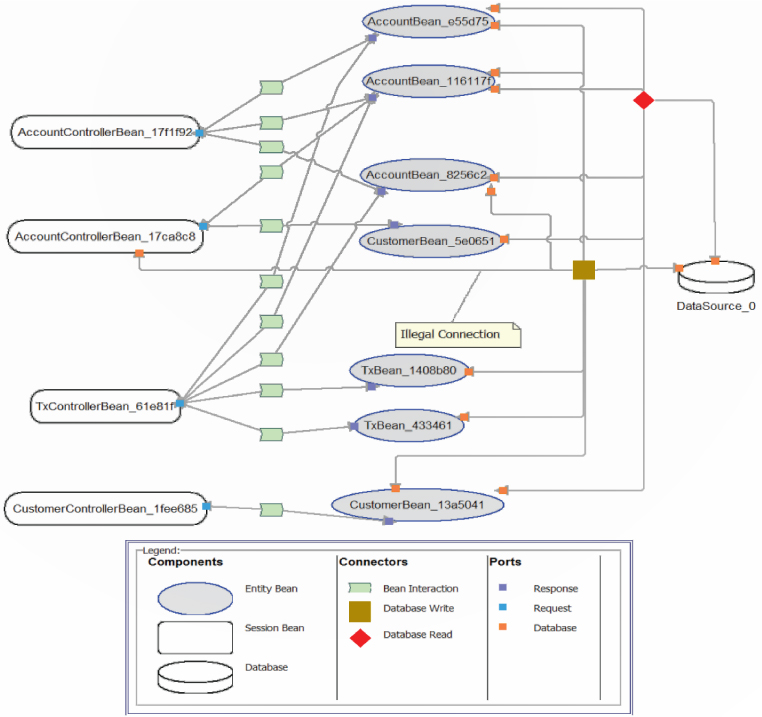 AccountBean_e55d75
AccountBean_116117f
AccountControllerBean_17f1f92
AccountBean_8256c2
AccountControllerBean_17ca8c8
CustomerBean_5e0651
DataSource_0
Illegal Connection
TxBean_1408b80
TxControllerBean_61e81f
TxBean_433461
CustomerControllerBean_1fee685
CustomerBean_13a5041
Legend:
Components
Connectors
Ports
Entity Bean
Bean Interaction
Response
Database Write
Request
Session Bean
Database Read
Database
Database